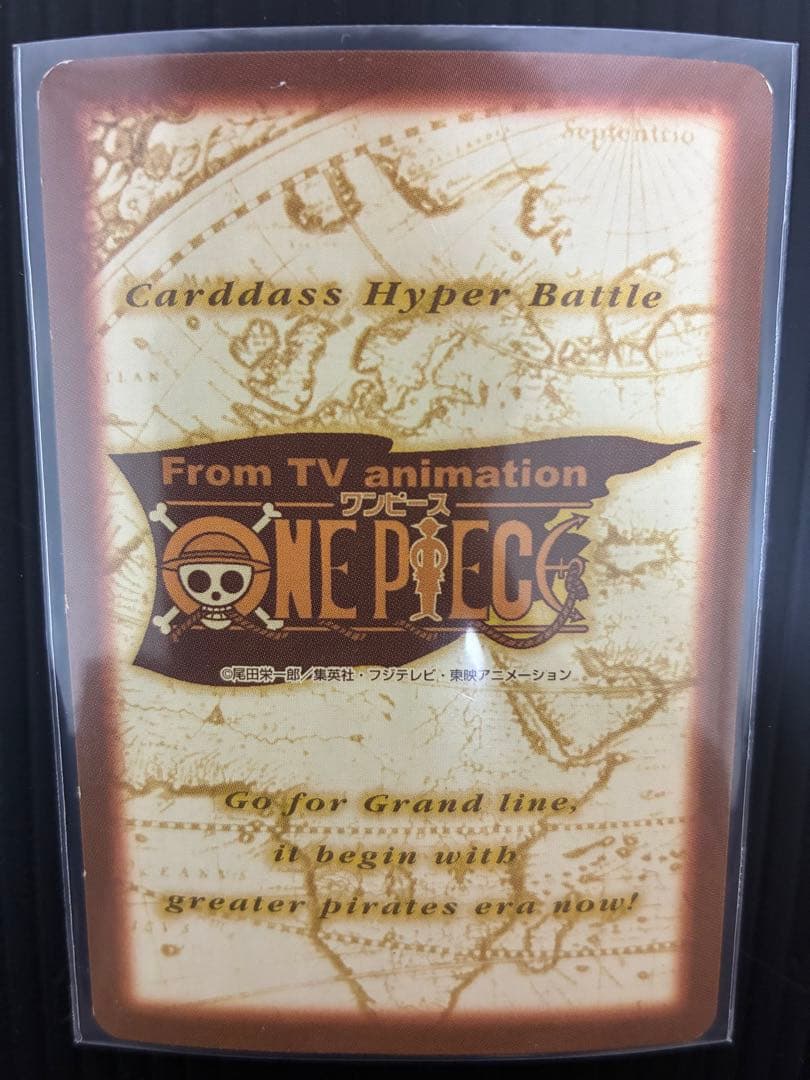 Septentrio
Carddass Hyper Battle
From TV animation
ワンピース
ONE PIECE
©尾田栄一郎／集英社・フジテレビ・東映アニメーション
Go for Grand line,
it begin with
greater pirates era now!